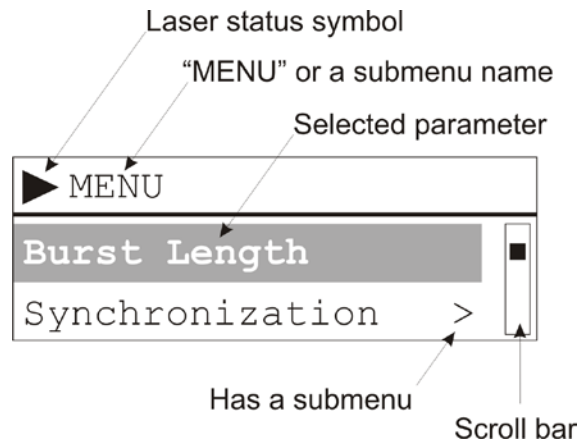 Laser status symbol
“MENU” or a submenu name
Selected parameter
MENU
Burst Length
Synchronization >
Has a submenu
Scroll bar